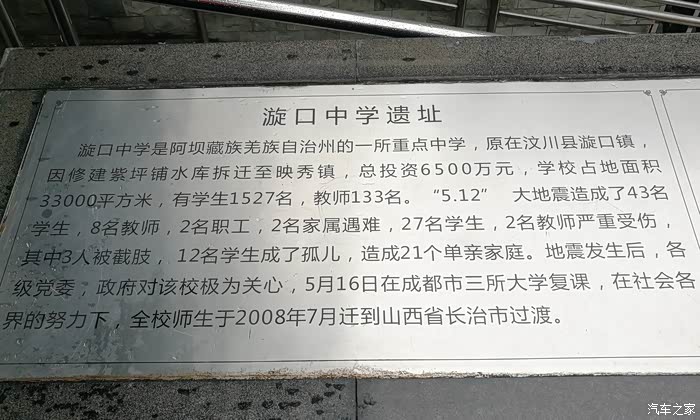 漩口中学遗址
漩口中学是阿坝藏族羌族自治州的一所重点中学，原在汶川县漩口镇，
因修建紫坪铺水库拆迁至映秀镇，总投资6500万元，学校占地面积
33000平方米，有学生1527名，教师133名。“5.12” 大地震造成了43名
学生，8名教师，2名职工，2名家属遇难，27名学生，2名教师严重受伤，
其中3人被截肢，12名学生成了孤儿，造成21个单亲家庭。地震发生后，各
级党委，政府对该校极为关心，5月16日在成都市三所大学复课，在社会各
界的努力下，全校师生于2008年7月迁到山西省长治市过渡。
汽车之家